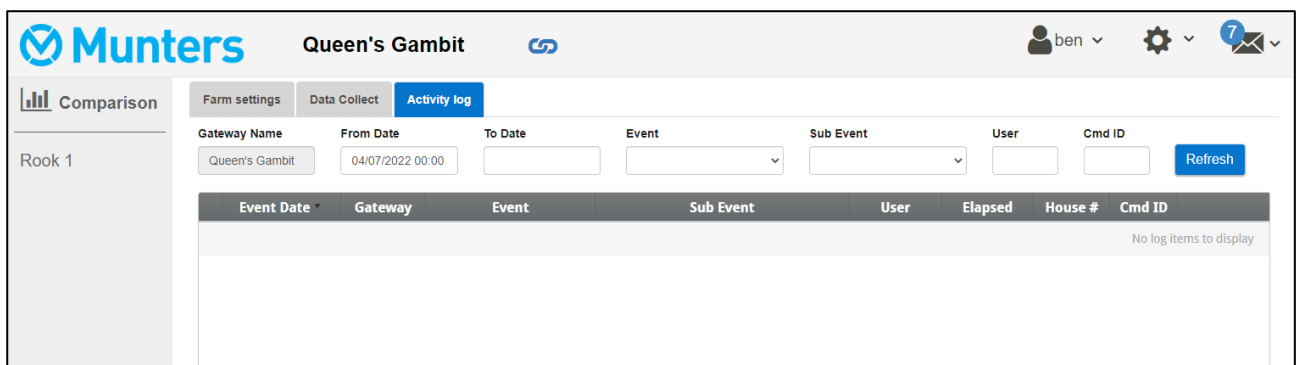 Munters Queen's Gambit ben 7
Comparison Farm settings Data Collect Activity log
Gateway Name From Date To Date Event Sub Event User Cmd ID
Rook 1 Queen's Gambit 04/07/2022 00:00 Refresh
Event Date Gateway Event Sub Event User Elapsed House # Cmd ID
No log items to display